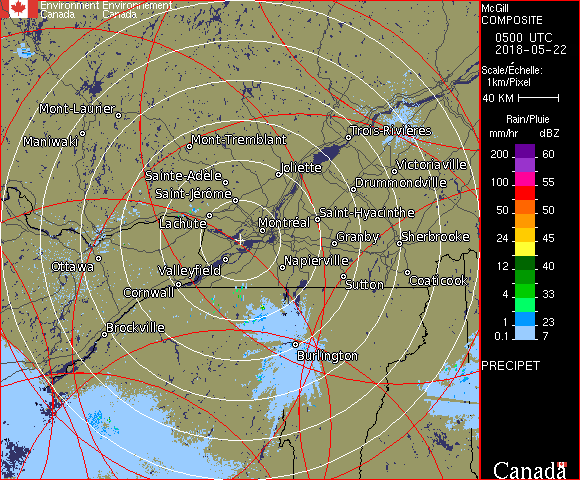 Environment Environnement
Canada Canada
McGill
COMPOSITE
0500 UTC
2018-05-22
Scale/Échelle:
1km/Pixel
40 KM
Rain/Pluie
mm/hr dBZ
200 60
100 55
50 50
24 45
12 40
4 33
1 23
0.1 7
PRECIPET
Canada
Mont-Laurier
Maniwaki
Mont-Tremblant
Trois-Rivières
Joliette
Victoriaville
Sainte-Adèle
Drummondville
Saint-Jérôme
Lachute
Montréal
Saint-Hyacinthe
Granby
Sherbrooke
Ottawa
Valleyfield
Napierville
Cornwall
Sutton
Coaticook
Brockville
Burlington